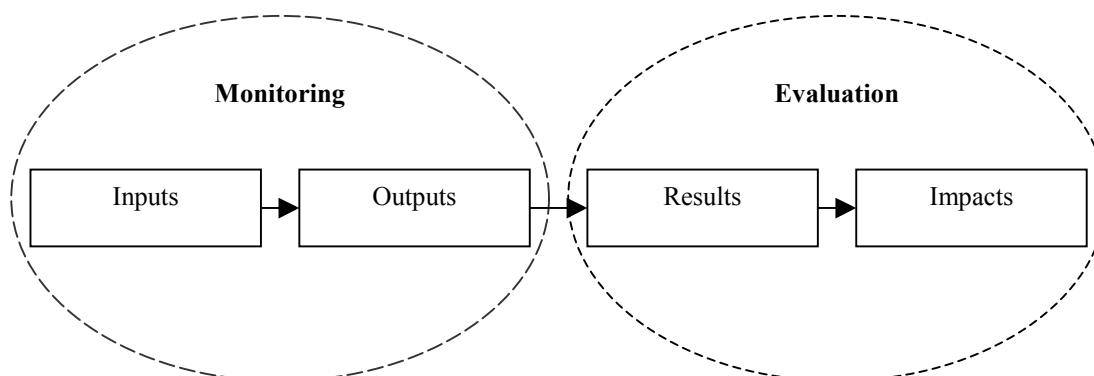 Monitoring
Evaluation
Inputs
Outputs
Results
Impacts